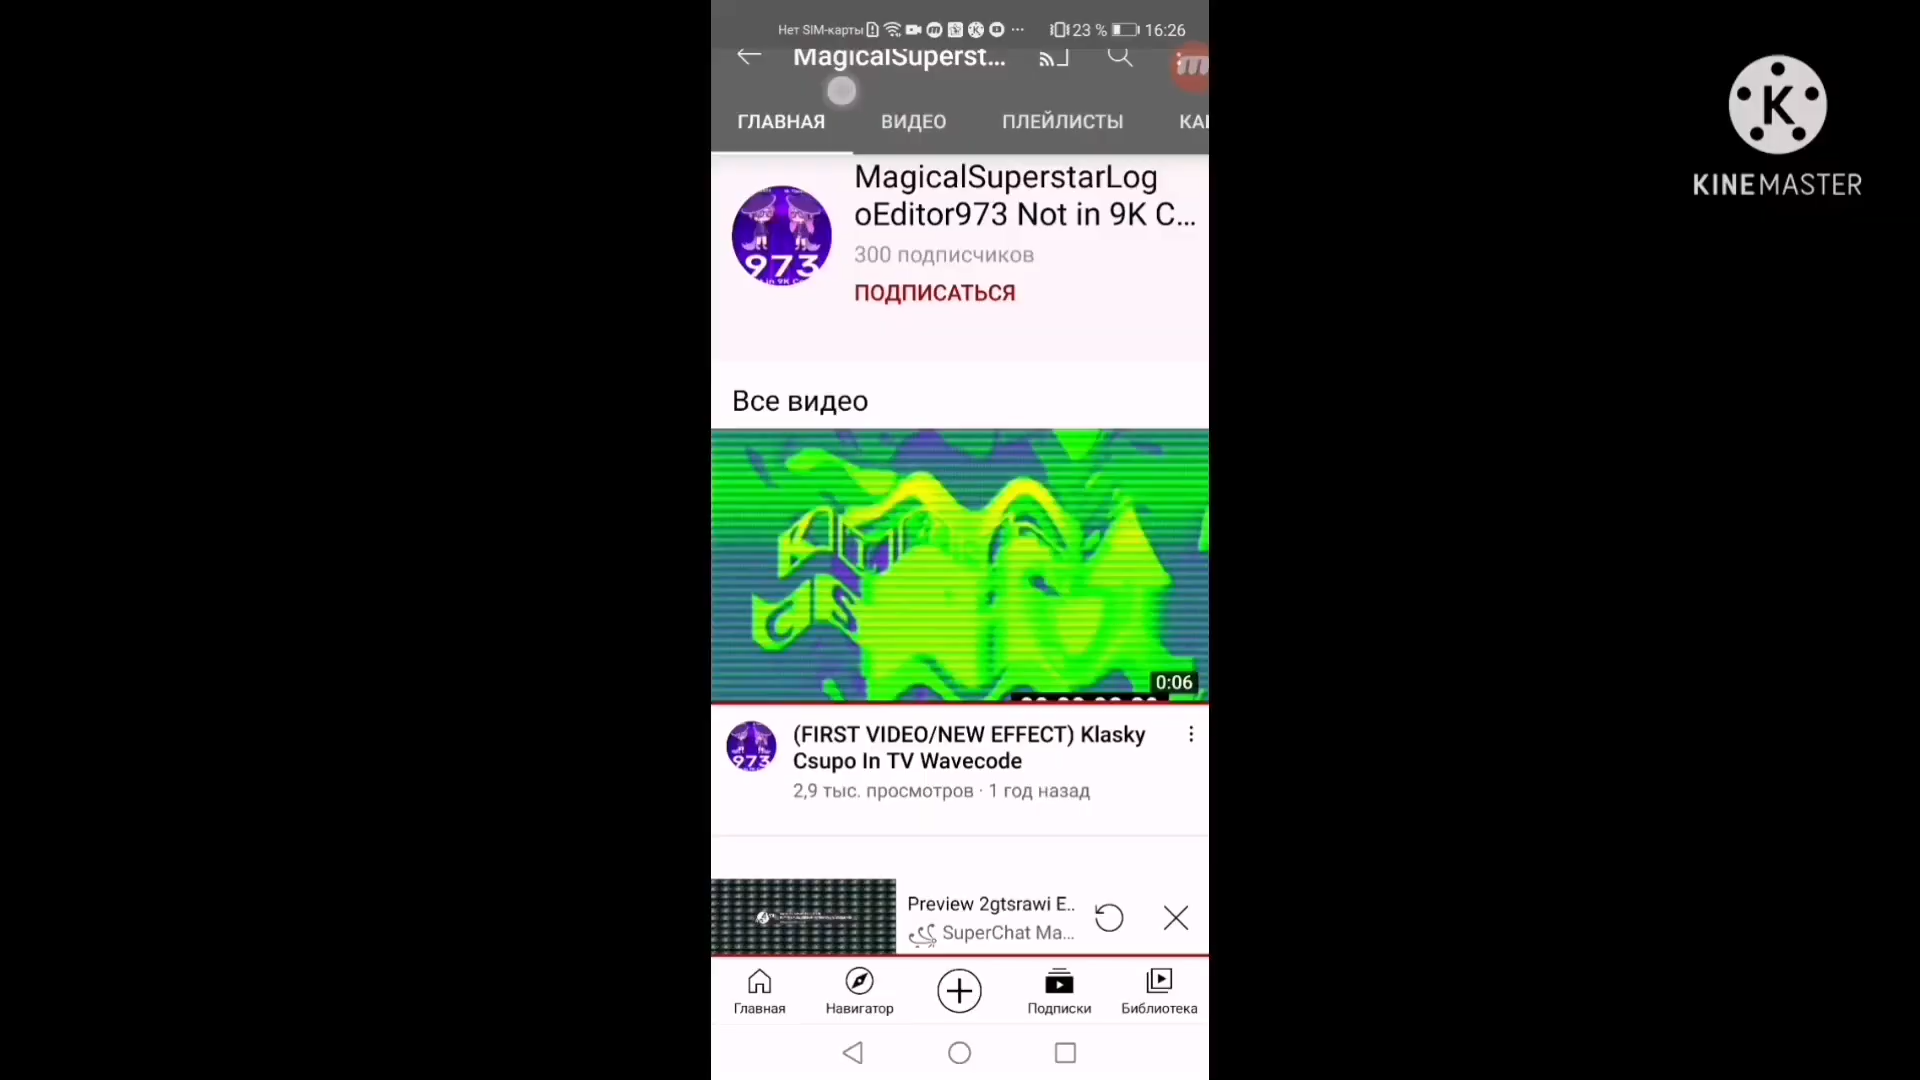 Нет SIM-карты 23 % 16:26
MagicalSuperst...
ГЛАВНАЯ ВИДЕО ПЛЕЙЛИСТЫ КА
MagicalSuperstarLog
oEditor973 Not in 9K C...
300 подписчиков
ПОДПИСАТЬСЯ
973
Все видео
0:06
(FIRST VIDEO/NEW EFFECT) Klasky
Csupo In TV Wavecode
2,9 тыс. просмотров · 1 год назад
973
Preview 2gtsrawi E..
SuperChat Ma...
Главная Навигатор Подписки Библиотека
K
KINEMASTER